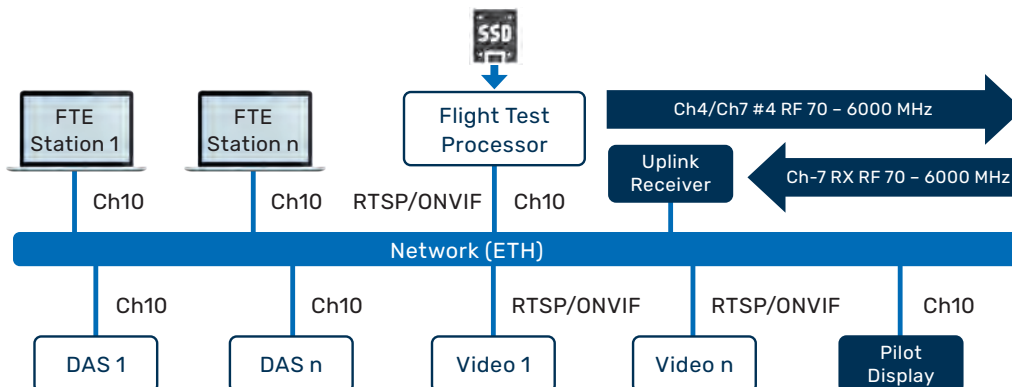 SSD
FTE
Station 1
FTE
Station n
Flight Test
Processor
Ch4/Ch7 #4 RF 70 – 6000 MHz
Uplink
Receiver
Ch-7 RX RF 70 – 6000 MHz
Ch10
Ch10
RTSP/ONVIF
Ch10
Network (ETH)
Ch10
Ch10
RTSP/ONVIF
RTSP/ONVIF
Ch10
DAS 1
DAS n
Video 1
Video n
Pilot
Display